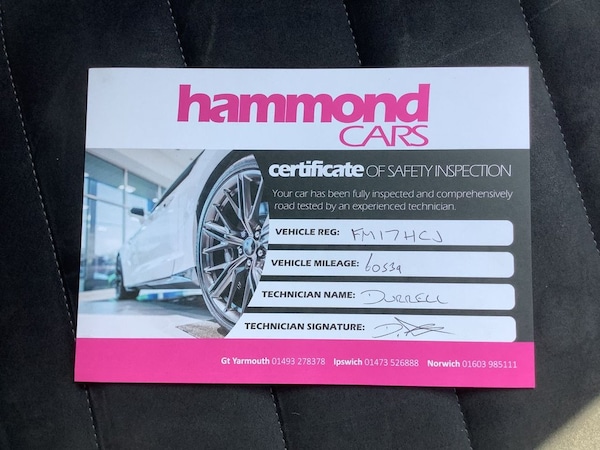 hammond
CARS
certificate OF SAFETY INSPECTION
Your car has been fully inspected and comprehensively
road tested by an experienced technician.
VEHICLE REG: FM17HCJ
VEHICLE MILEAGE: 60539
TECHNICIAN NAME: DURRELL
TECHNICIAN SIGNATURE:
Gt Yarmouth 01493 278378 Ipswich 01473 526888 Norwich 01603 985111